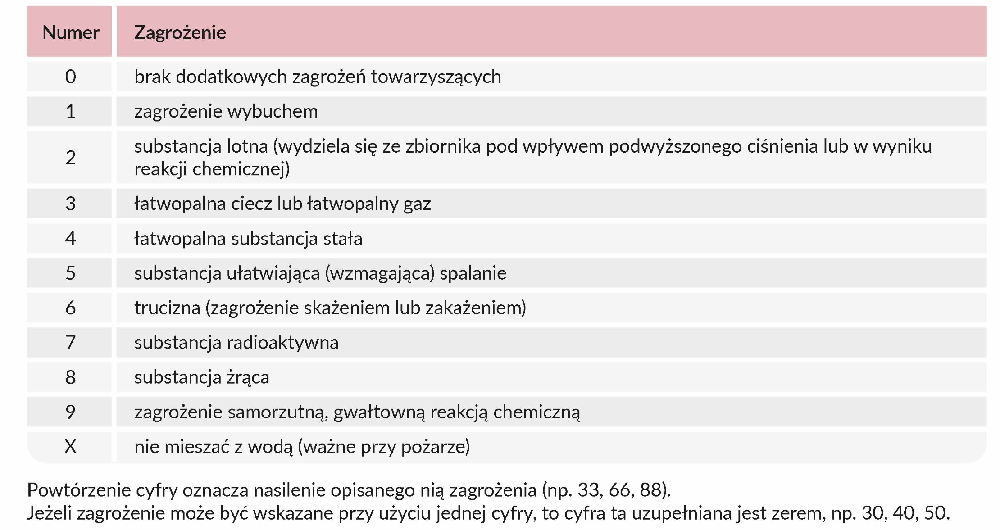 Numer Zagrożenie
0 brak dodatkowych zagrożeń towarzyszących
1 zagrożenie wybuchem
2 substancja lotna (wydziela się ze zbiornika pod wpływem podwyższonego ciśnienia lub w wyniku
reakcji chemicznej)
3 łatwopalna ciecz lub łatwopalny gaz
4 łatwopalna substancja stała
5 substancja ułatwiająca (wzmagająca) spalanie
6 trucizna (zagrożenie skażeniem lub zakażeniem)
7 substancja radioaktywna
8 substancja żrąca
9 zagrożenie samorzutną, gwałtowną reakcją chemiczną
X nie mieszać z wodą (ważne przy pożarze)
Powtórzenie cyfry oznacza nasilenie opisanego nią zagrożenia (np. 33, 66, 88).
Jeżeli zagrożenie może być wskazane przy użyciu jednej cyfry, to cyfra ta uzupełniana jest zerem, np. 30, 40, 50.